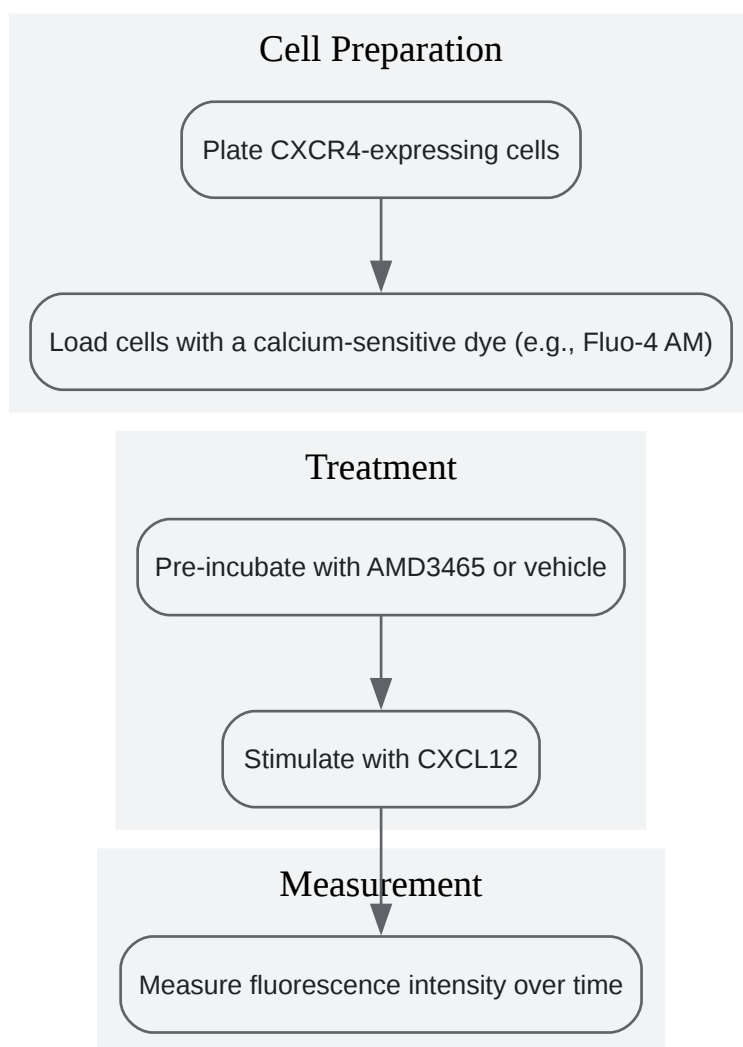 Cell Preparation
Plate CXCR4-expressing cells
Load cells with a calcium-sensitive dye (e.g., Fluo-4 AM)
Treatment
Pre-incubate with AMD3465 or vehicle
Stimulate with CXCL12
Measurement
Measure fluorescence intensity over time